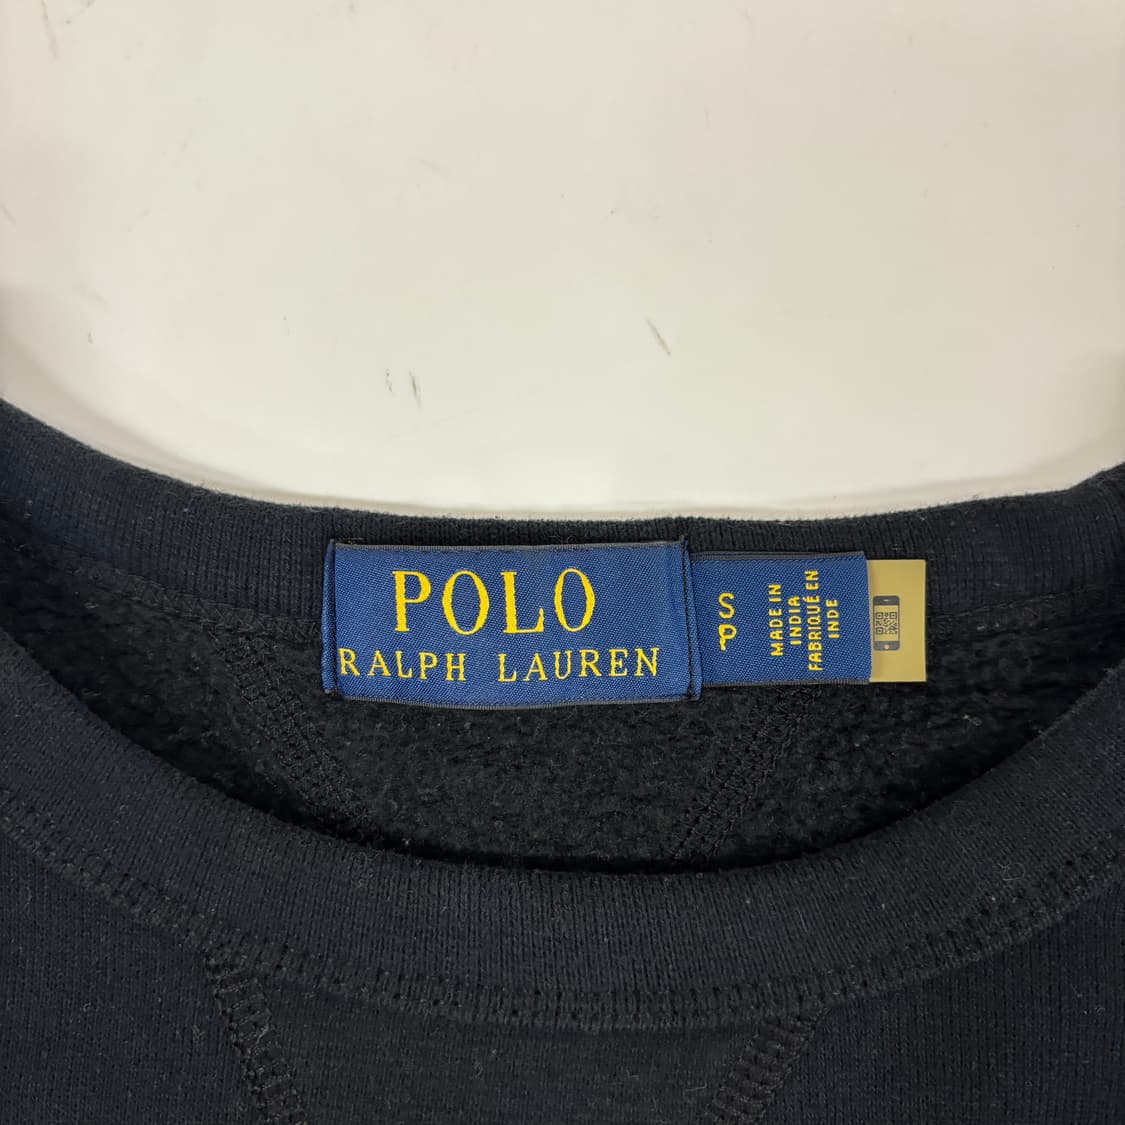 POLO
RALPH LAUREN
S
P
MADE IN
INDIA
FABRIQUÉ EN
INDE